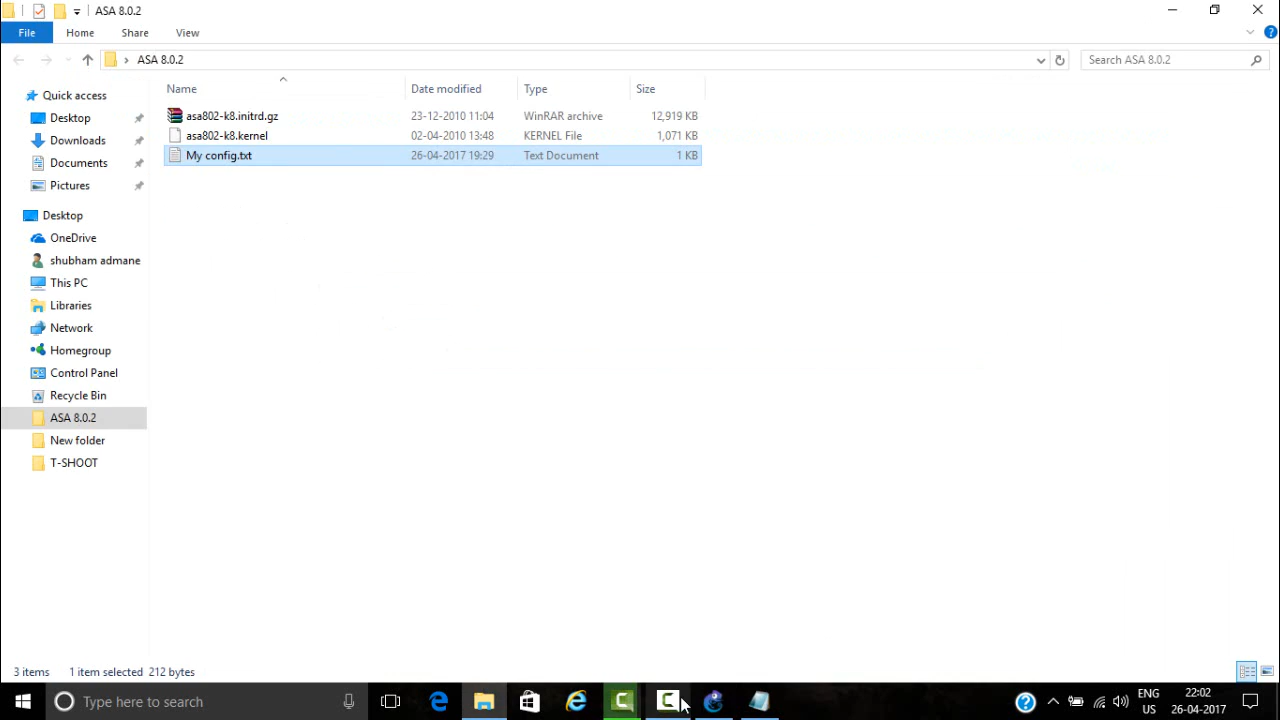 ASA 8.0.2
File Home Share View
ASA 8.0.2
Search ASA 8.0.2
Name Date modified Type Size
asa802-k8.initrd.gz 23-12-2010 11:04 WinRAR archive 12,919 KB
asa802-k8.kernel 02-04-2010 13:48 KERNEL File 1,071 KB
My config.txt 26-04-2017 19:29 Text Document 1 KB
Quick access
Desktop
Downloads
Documents
Pictures
Desktop
OneDrive
shubham admane
This PC
Libraries
Network
Homegroup
Control Panel
Recycle Bin
ASA 8.0.2
New folder
T-SHOOT
3 items 1 item selected 212 bytes
Type here to search
ENG
US
22:02
26-04-2017